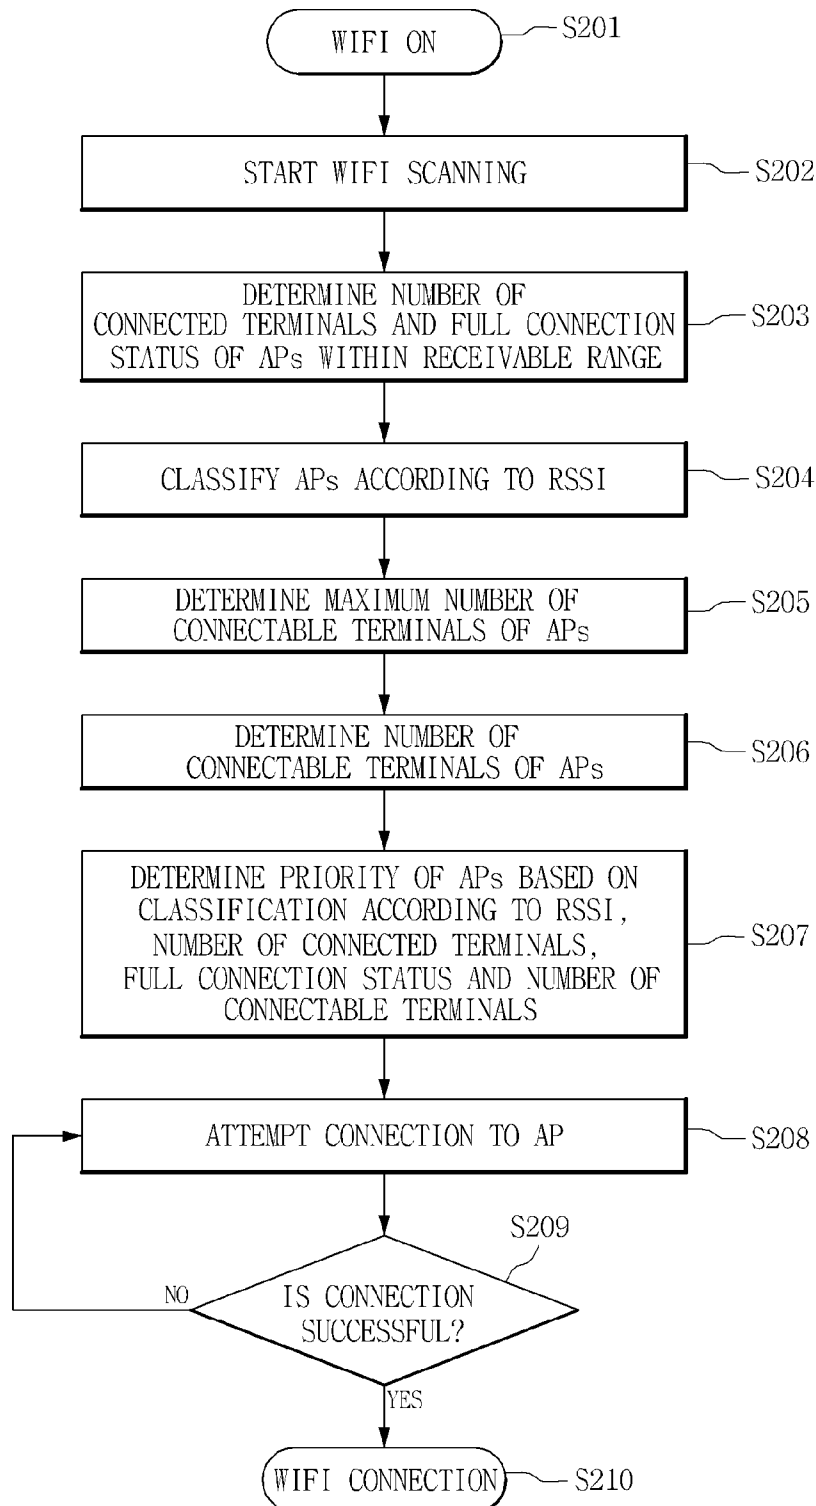 WIFI ON
S201
START WIFI SCANNING
S202
DETERMINE NUMBER OF
CONNECTED TERMINALS AND FULL CONNECTION
STATUS OF APs WITHIN RECEIVABLE RANGE
S203
CLASSIFY APs ACCORDING TO RSSI
S204
DETERMINE MAXIMUM NUMBER OF
CONNECTABLE TERMINALS OF APs
S205
DETERMINE NUMBER OF
CONNECTABLE TERMINALS OF APs
S206
DETERMINE PRIORITY OF APs BASED ON
CLASSIFICATION ACCORDING TO RSSI,
NUMBER OF CONNECTED TERMINALS,
FULL CONNECTION STATUS AND NUMBER OF
CONNECTABLE TERMINALS
S207
ATTEMPT CONNECTION TO AP
S208
S209
NO
IS CONNECTION
SUCCESSFUL?
YES
WIFI CONNECTION
S210